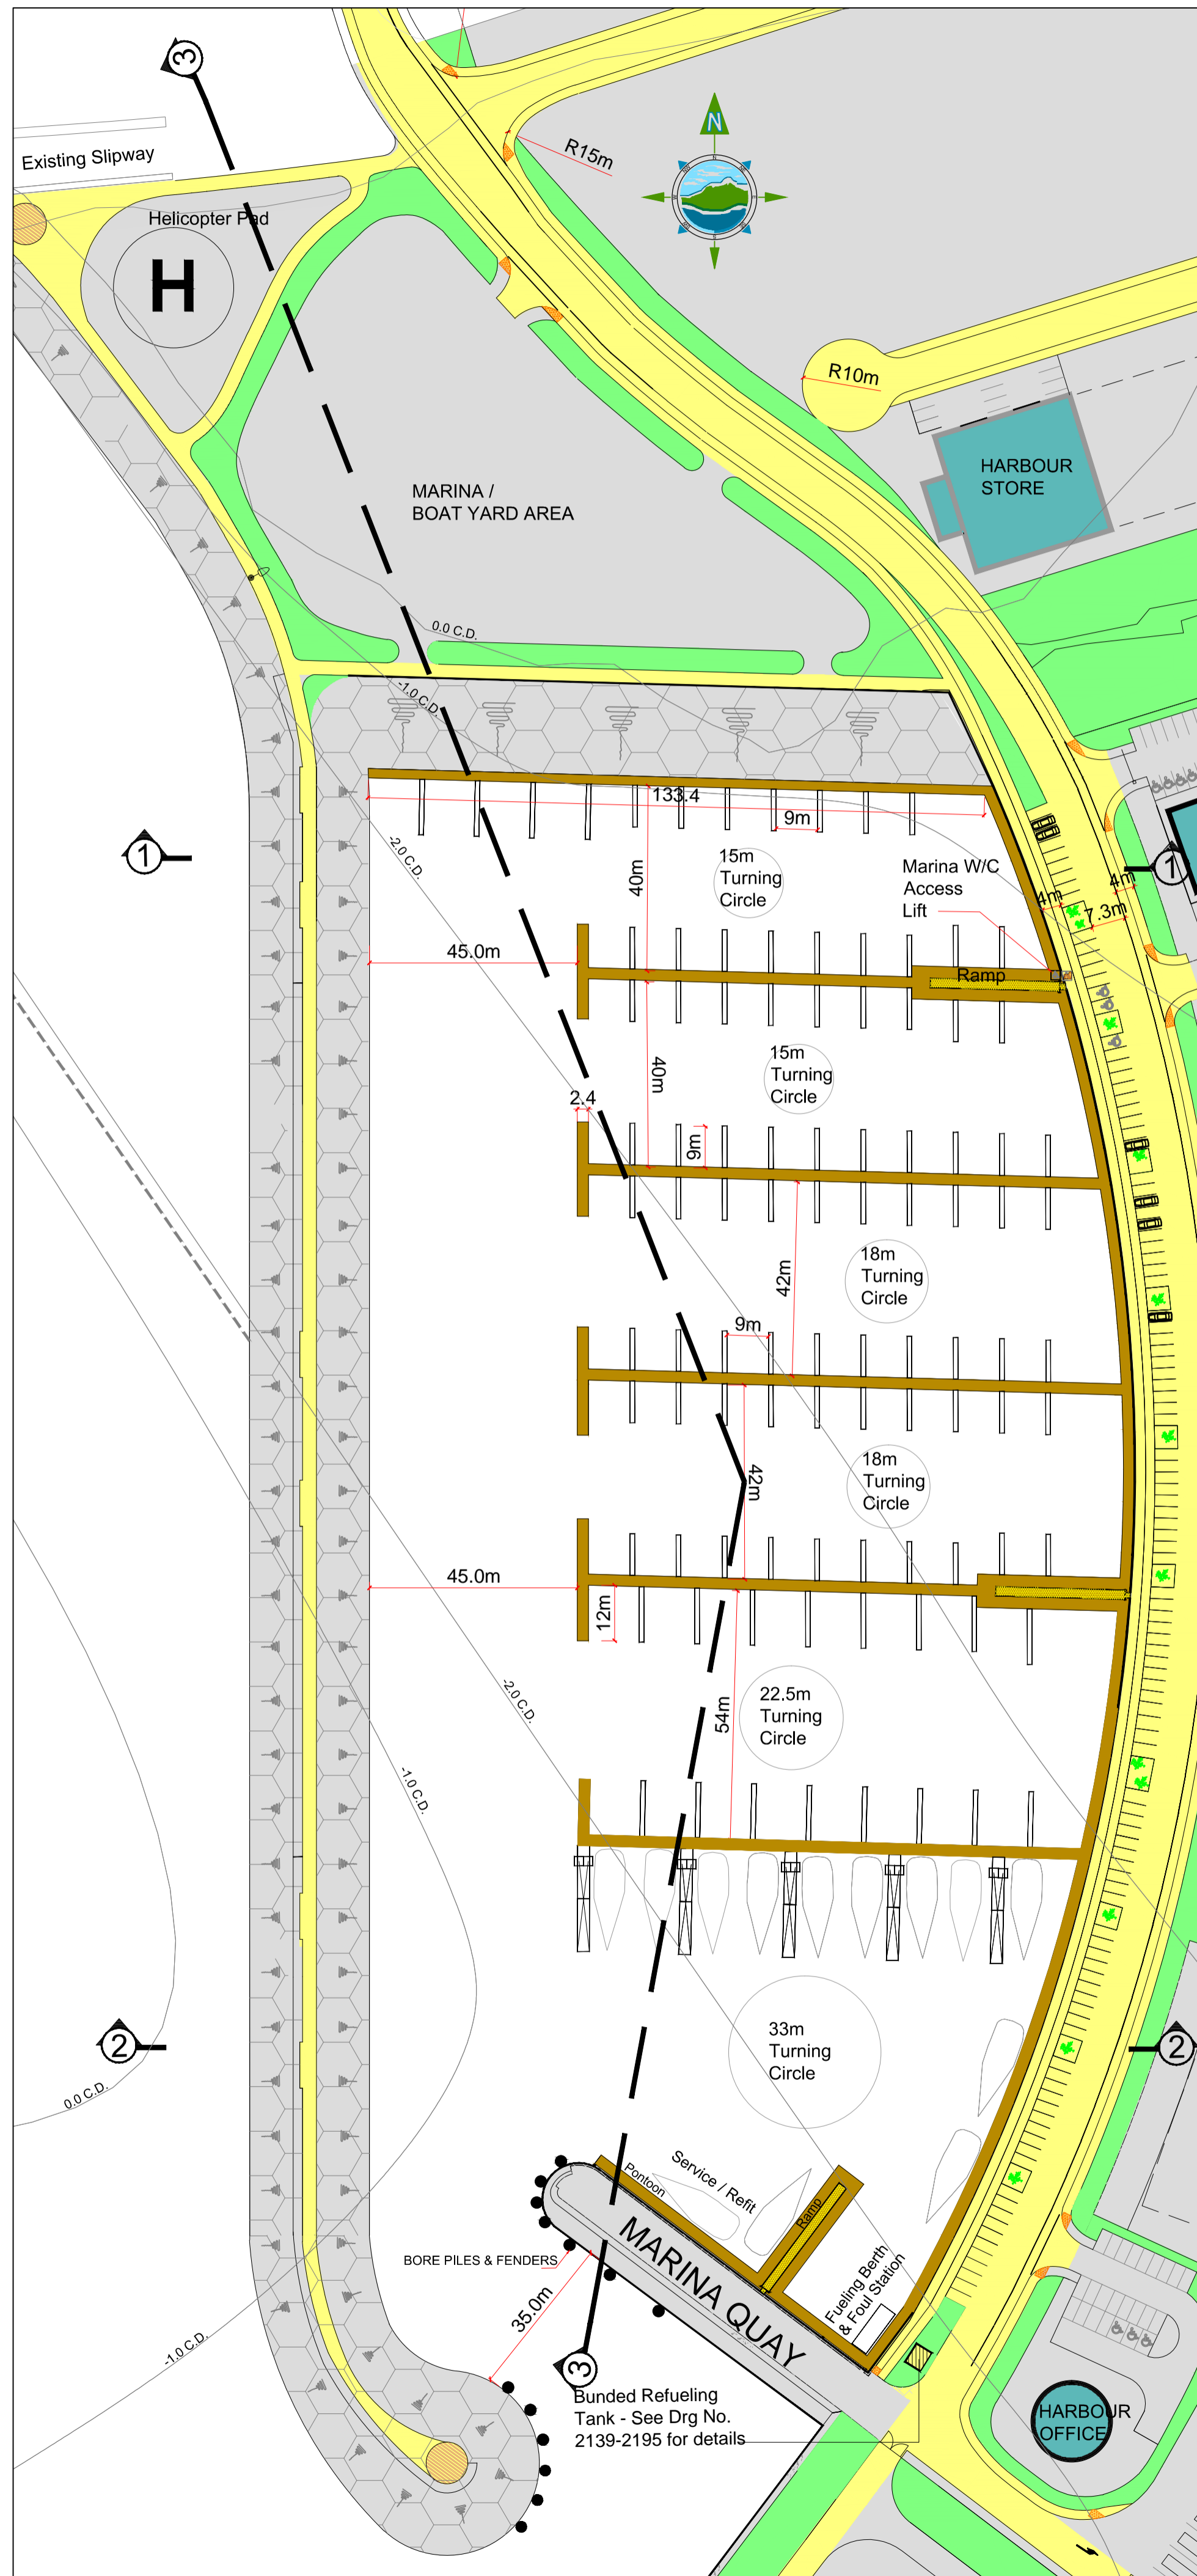 3
Existing Slipway
Helicopter Pad
H
N
R15m
R10m
HARBOUR
STORE
MARINA /
BOAT YARD AREA
0.0 C.D.
-1.0 C.D.
133.4
9m
-2.0 C.D.
1
40m
15m
Turning
Circle
Marina W/C
Access
Lift
1
4m
4m
7.3m
45.0m
Ramp
40m
15m
Turning
Circle
2.4
9m
18m
Turning
Circle
42m
9m
18m
Turning
Circle
42m
45.0m
12m
22.5m
Turning
Circle
54m
-2.0 C.D.
-1.0 C.D.
33m
Turning
Circle
2
2
0.0 C.D.
Pontoon
Service / Refit
Ramp
BORE PILES & FENDERS
MARINA QUAY
Fueling Berth
& Foul Station
35.0m
-1.0 C.D.
3
Bunded Refueling
Tank - See Drg No.
2139-2195 for details
HARBOUR
OFFICE